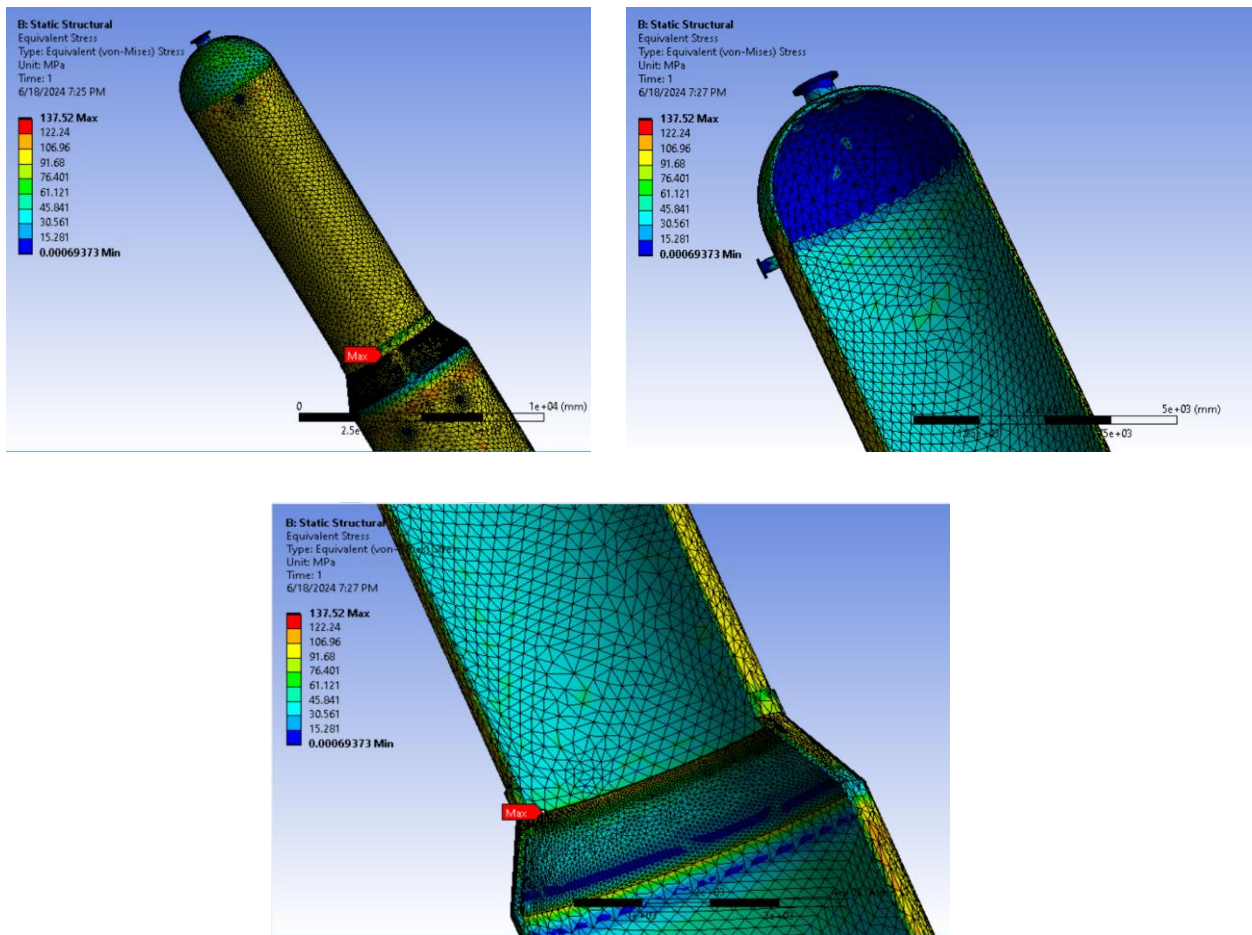 B: Static Structural
Equivalent Stress
Type: Equivalent (von-Mises) Stress
Unit: MPa
Time: 1
6/18/2024 7:25 PM
137.52 Max
122.24
106.96
91.68
76.401
61.121
45.841
30.561
15.281
0.00069373 Min
Max
0
1e+04 (mm)
B: Static Structural
Equivalent Stress
Type: Equivalent (von-Mises) Stress
Unit: MPa
Time: 1
6/18/2024 7:27 PM
137.52 Max
122.24
106.96
91.68
76.401
61.121
45.841
30.561
15.281
0.00069373 Min
5e+03 (mm)
B: Static Structural
Equivalent Stress
Type: Equivalent (von-
Unit: MPa
Time: 1
6/18/2024 7:27 PM
137.52 Max
122.24
106.96
91.68
76.401
61.121
45.841
30.561
15.281
0.00069373 Min
Max